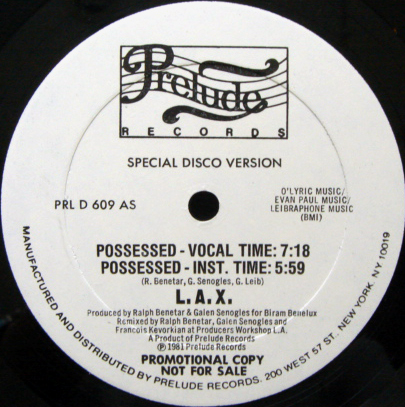 Prelude
RECORDS
SPECIAL DISCO VERSION
PRL D 609 AS
O'LYRIC MUSIC/
EVAN PAUL MUSIC/
LEIBRAPHONE MUSIC
(BMI)
POSSESSED - VOCAL TIME: 7:18
POSSESSED - INST. TIME: 5:59
(R. Benetar, G. Senogles, G. Leib)
L.A.X.
Produced by Ralph Benetar & Galen Senogles for Biram Benelux
Remixed by Ralph Benetar, Galen Senogles and
Francois Kevorkian at Producers Workshop L.A.
A Product of Prelude Records
℗ 1981 Prelude Records
PROMOTIONAL COPY
NOT FOR SALE
MANUFACTURED AND DISTRIBUTED BY PRELUDE RECORDS. 200 WEST 57 ST. NEW YORK. NY 10019